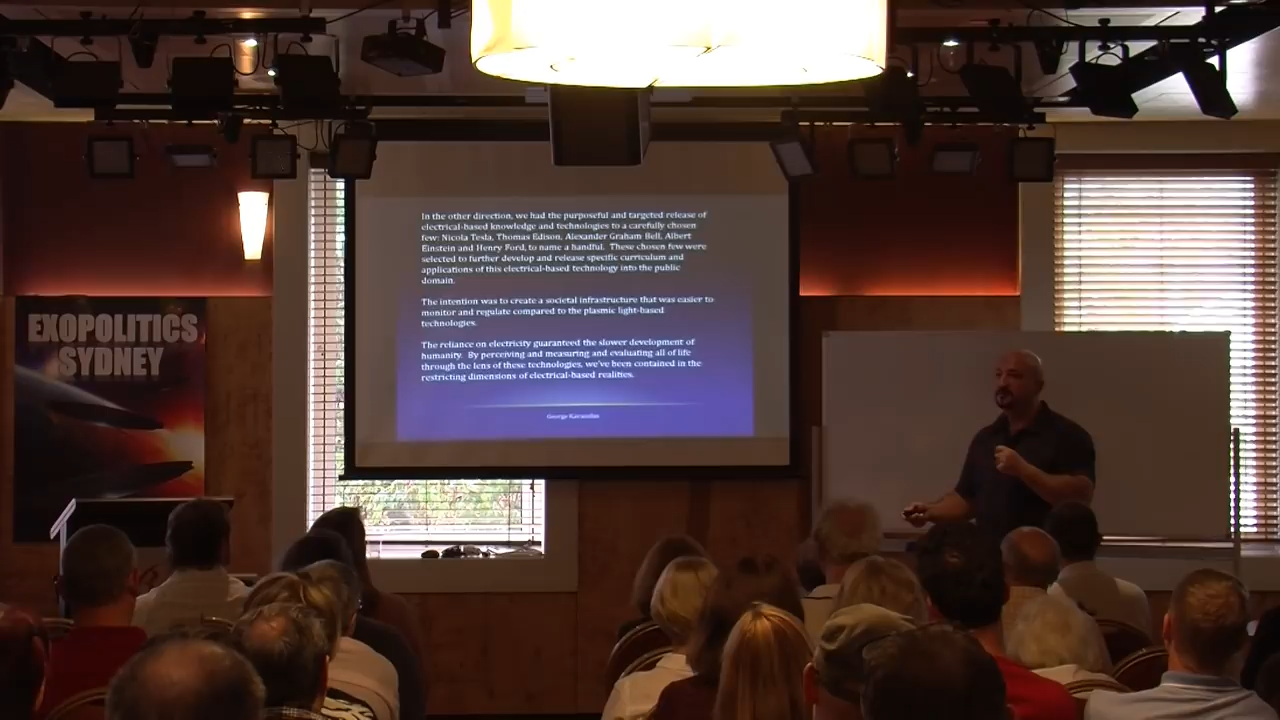 EXOPOLITICS
SYDNEY
In the other direction, we had the purposeful and targeted release of
electrical-based knowledge and technologies to a carefully chosen
few: Nicola Tesla, Thomas Edison, Alexander Graham Bell, Albert
Einstein and Henry Ford, to name a handful. These chosen few were
selected to further develop and release specific curriculum and
applications of this electrical-based technology into the public
domain.
The intention was to create a societal infrastructure that was easier to
monitor and regulate compared to the plasmic light-based
technologies.
The reliance on electricity guaranteed the slower development of
humanity. By perceiving and measuring and evaluating all of life
through the lens of these technologies, we've been contained in the
restricting dimensions of electrical-based realities.
George